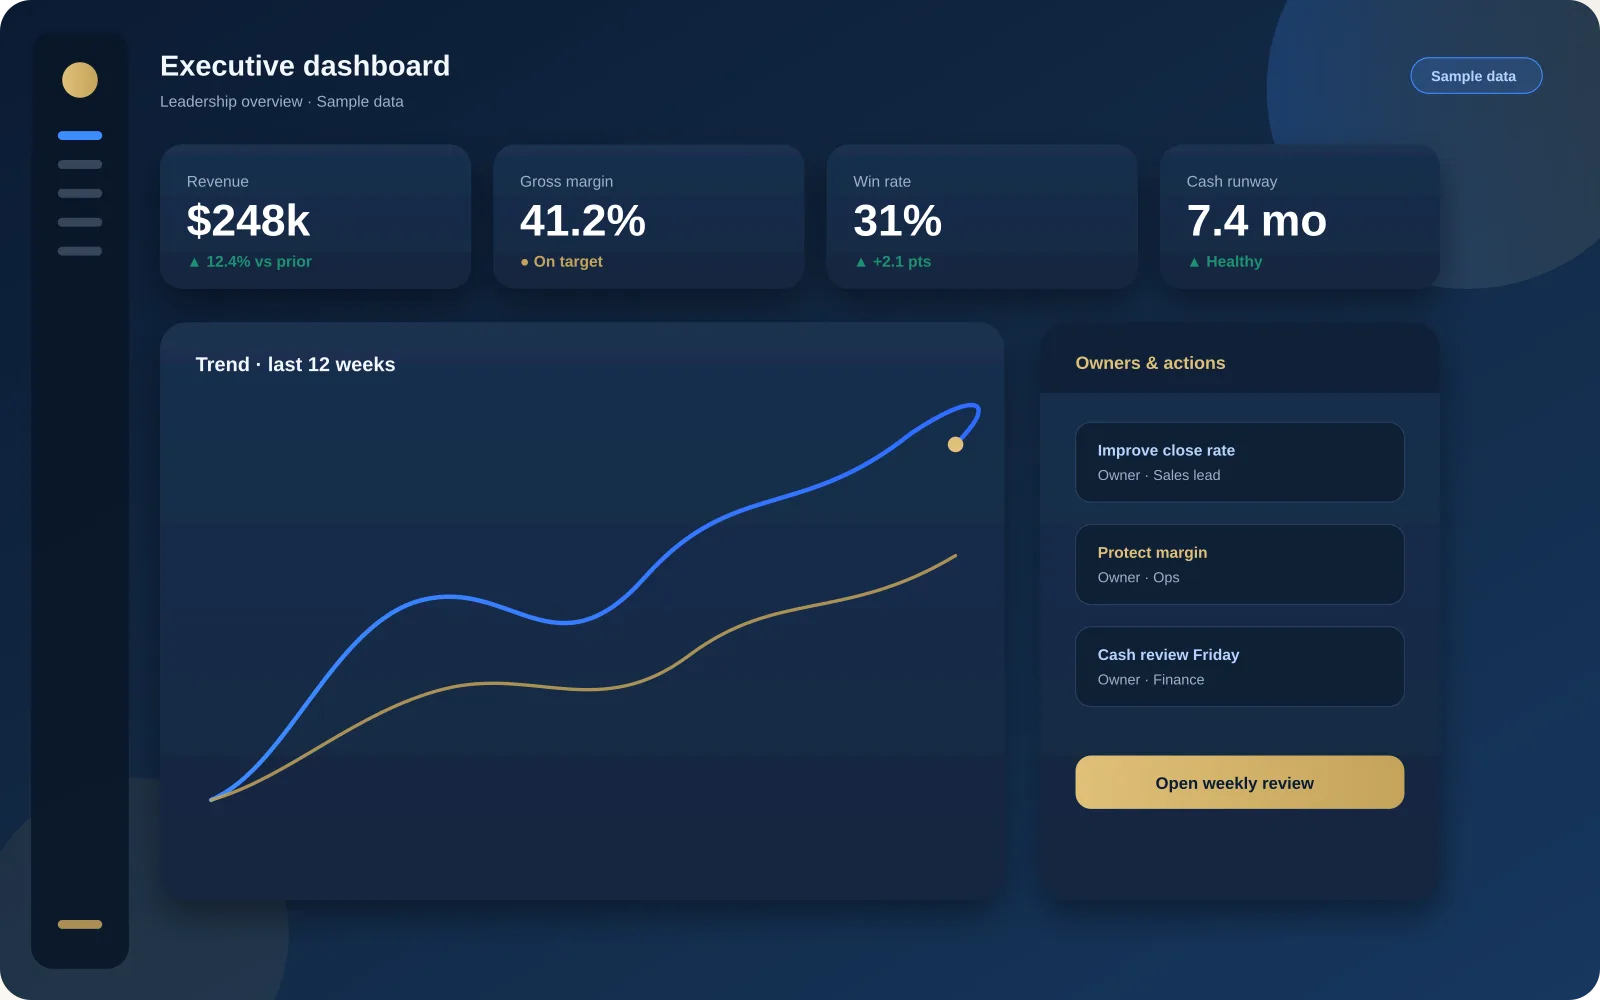 Executive dashboard
Leadership overview · Sample data
Sample data
Revenue
$248k
▲ 12.4% vs prior
Gross margin
41.2%
● On target
Win rate
31%
▲ +2.1 pts
Cash runway
7.4 mo
▲ Healthy
Trend · last 12 weeks
Owners & actions
Improve close rate
Owner · Sales lead
Protect margin
Owner · Ops
Cash review Friday
Owner · Finance
Open weekly review